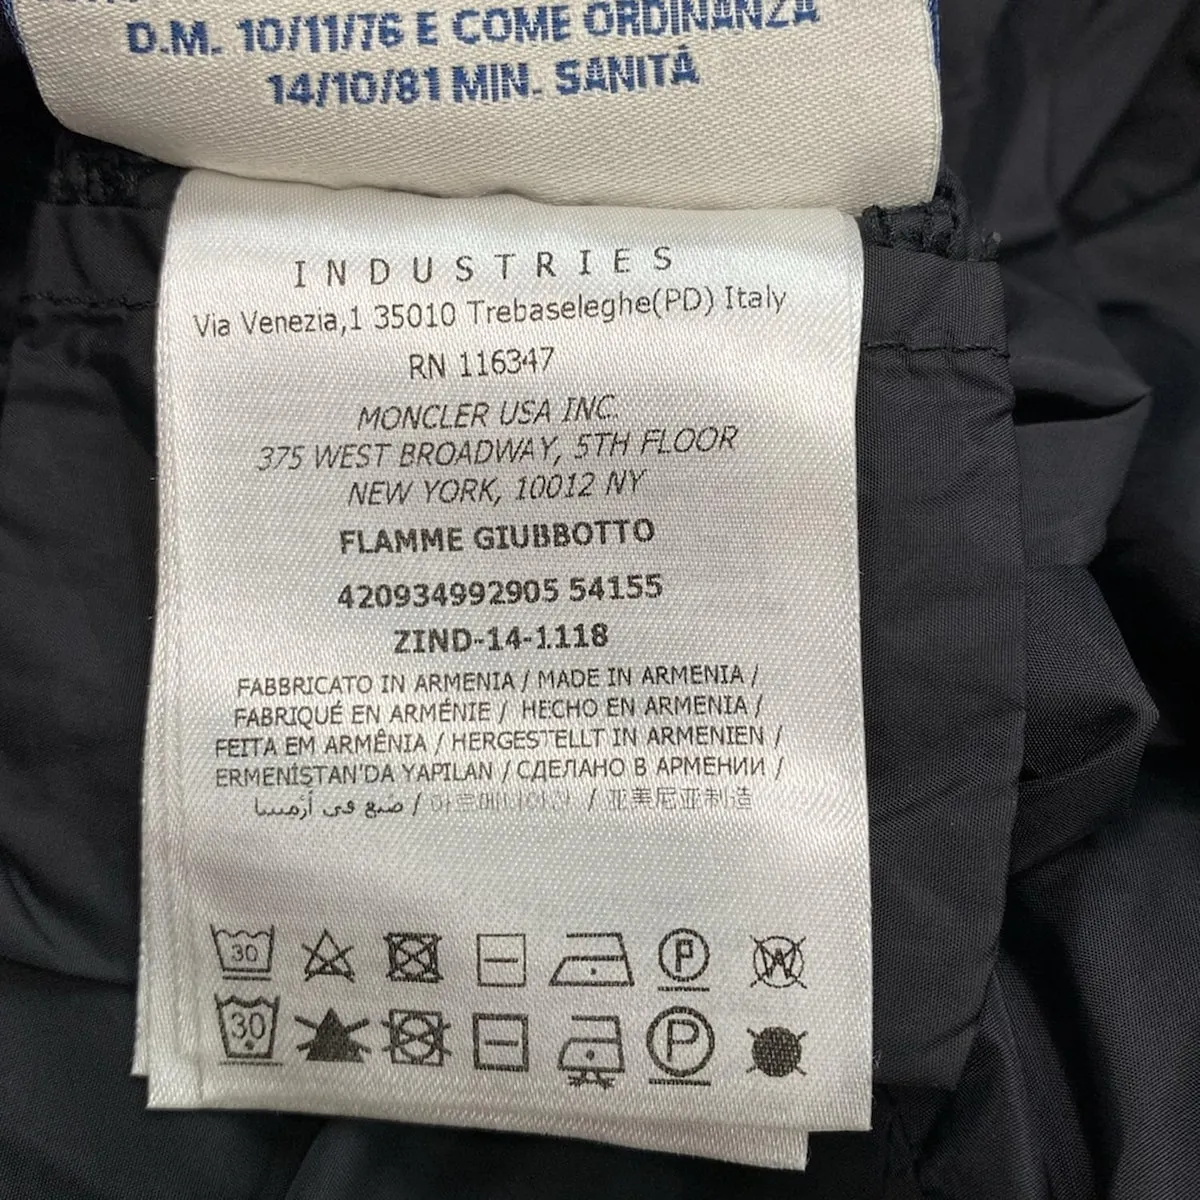 D.M. 10/11/76 E COME ORDINANZA
14/10/81 MIN. SANITÀ
INDUSTRIES
Via Venezia,1 35010 Trebaseleghe(PD) Italy
RN 116347
MONCLER USA INC.
375 WEST BROADWAY, 5TH FLOOR
NEW YORK, 10012 NY
FLAMME GIUBBOTTO
420934992905 54155
ZIND-14-1.118
FABBRICATO IN ARMENIA / MADE IN ARMENIA /
FABRIQUÉ EN ARMÉNIE / HECHO EN ARMENIA /
FEITA EM ARMÊNIA / HERGESTELLT IN ARMENIEN /
ERMENİSTAN'DA YAPILAN / СДЕЛАНО В АРМЕНИИ /
صنع في / 亚美尼亚制造
30 P W
30 P